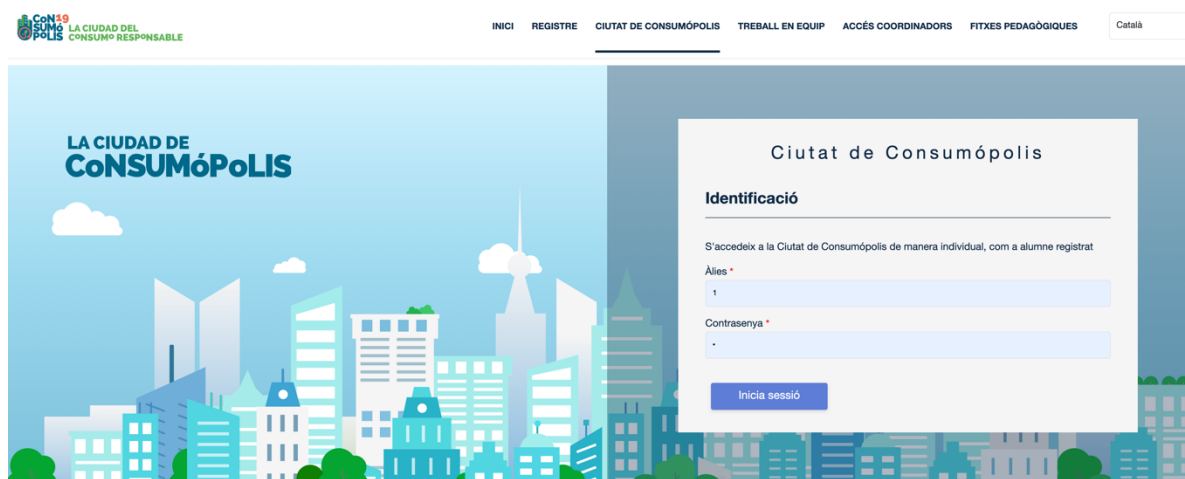 CoN19
SUMó
PoLIS
LA CIUDAD DEL
CoNSUMo RESPoNSABLE
INICI
REGISTRE
CIUTAT DE CONSUMÓPOLIS
TREBALL EN EQUIP
ACCÉS COORDINADORS
FITXES PEDAGÒGIQUES
Català
LA CIUDAD DE
CoNSUMóPoLIS
Ciutat de Consumópolis
Identificació
S'accedeix a la Ciutat de Consumópolis de manera individual, com a alumne registrat
Àlies *
1
Contrasenya *
•
Inicia sessió